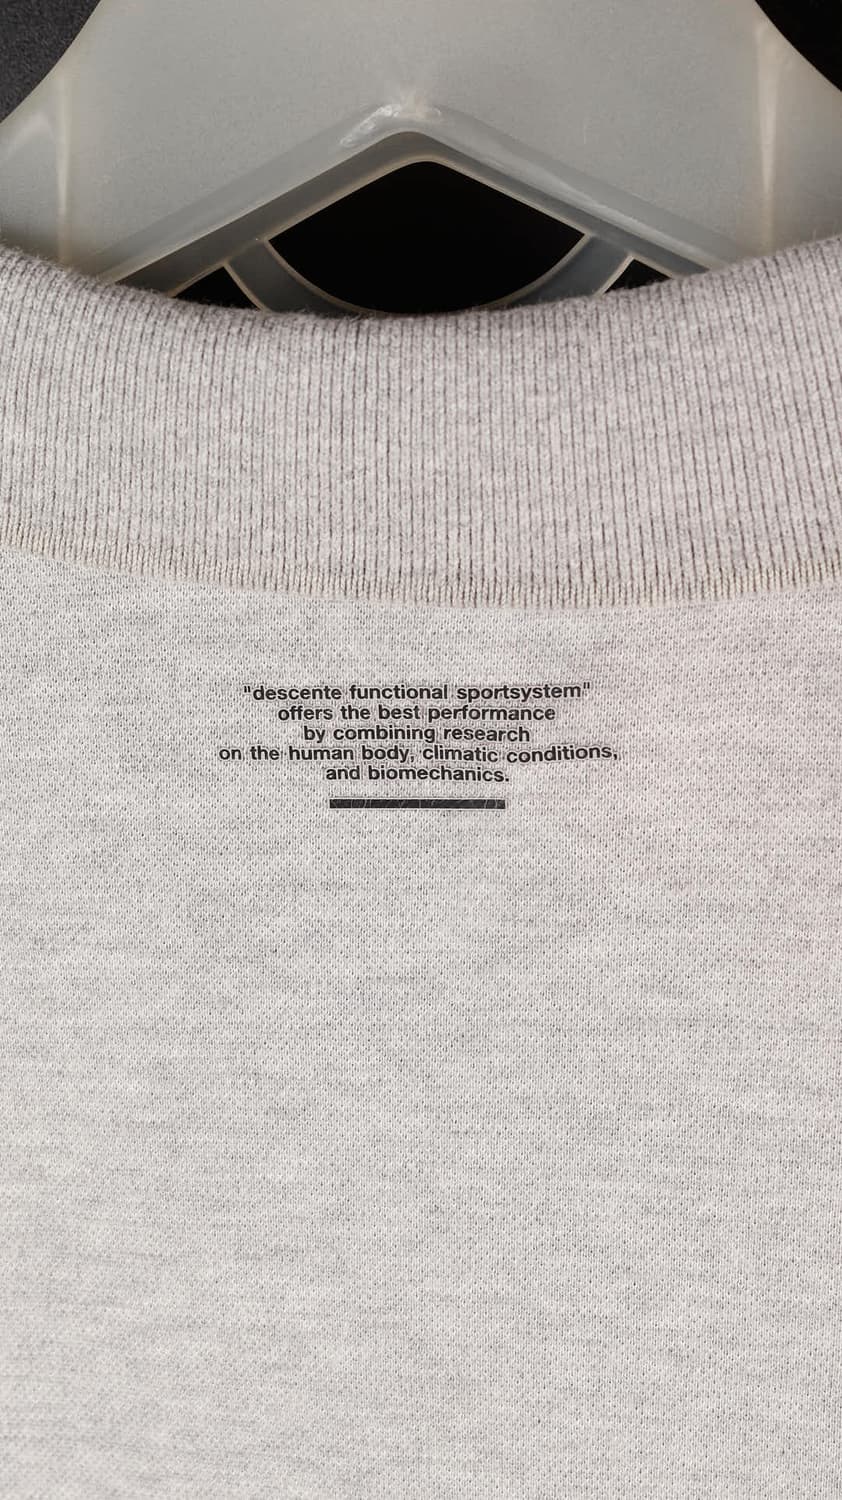 "descente functional sportsystem"
offers the best performance
by combining research
on the human body, climatic conditions,
and biomechanics.